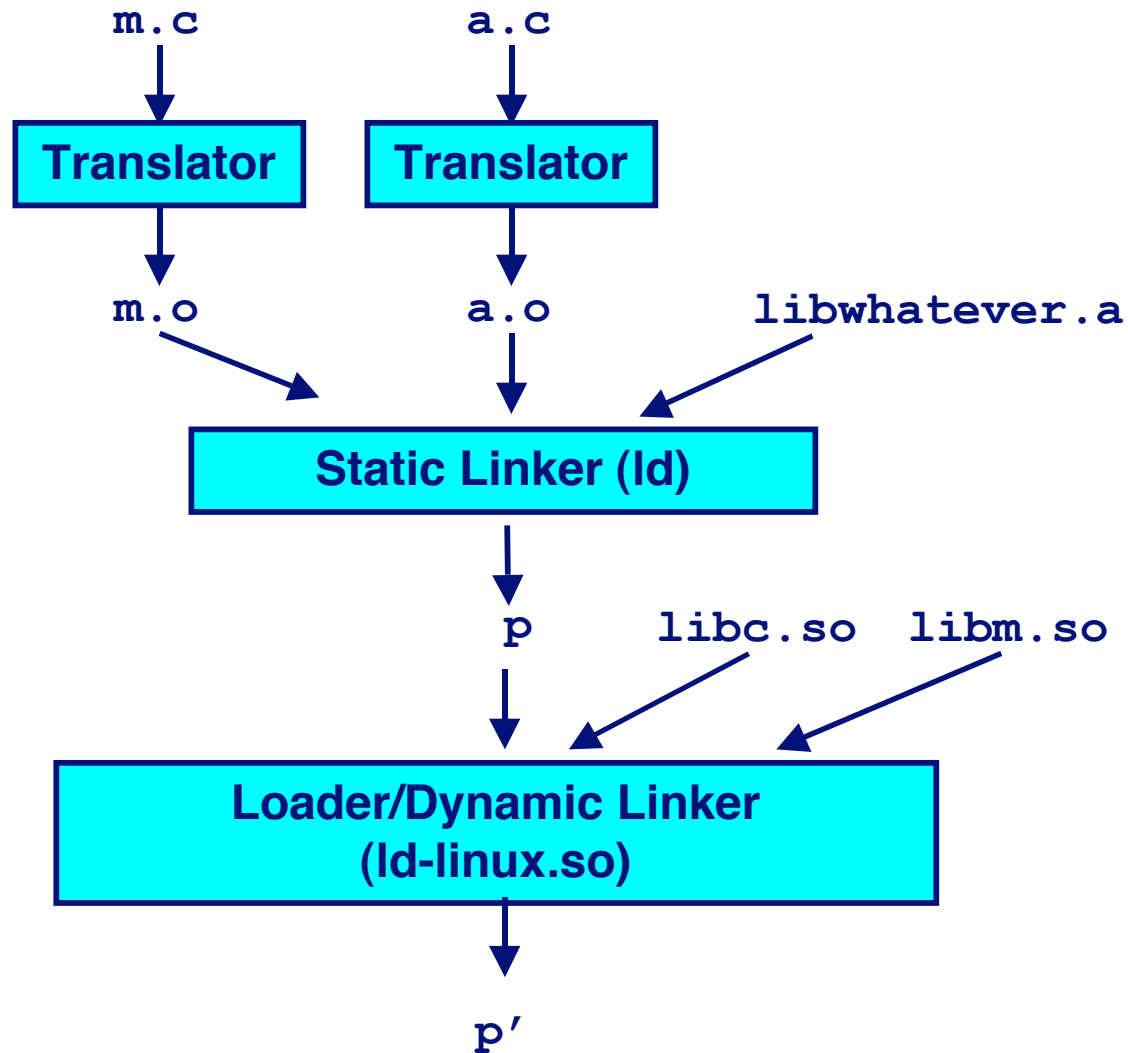 m.c
a.c
Translator
Translator
m.o
a.o
libwhatever.a
Static Linker (ld)
p
libc.so
libm.so
Loader/Dynamic Linker
(ld-linux.so)
p’